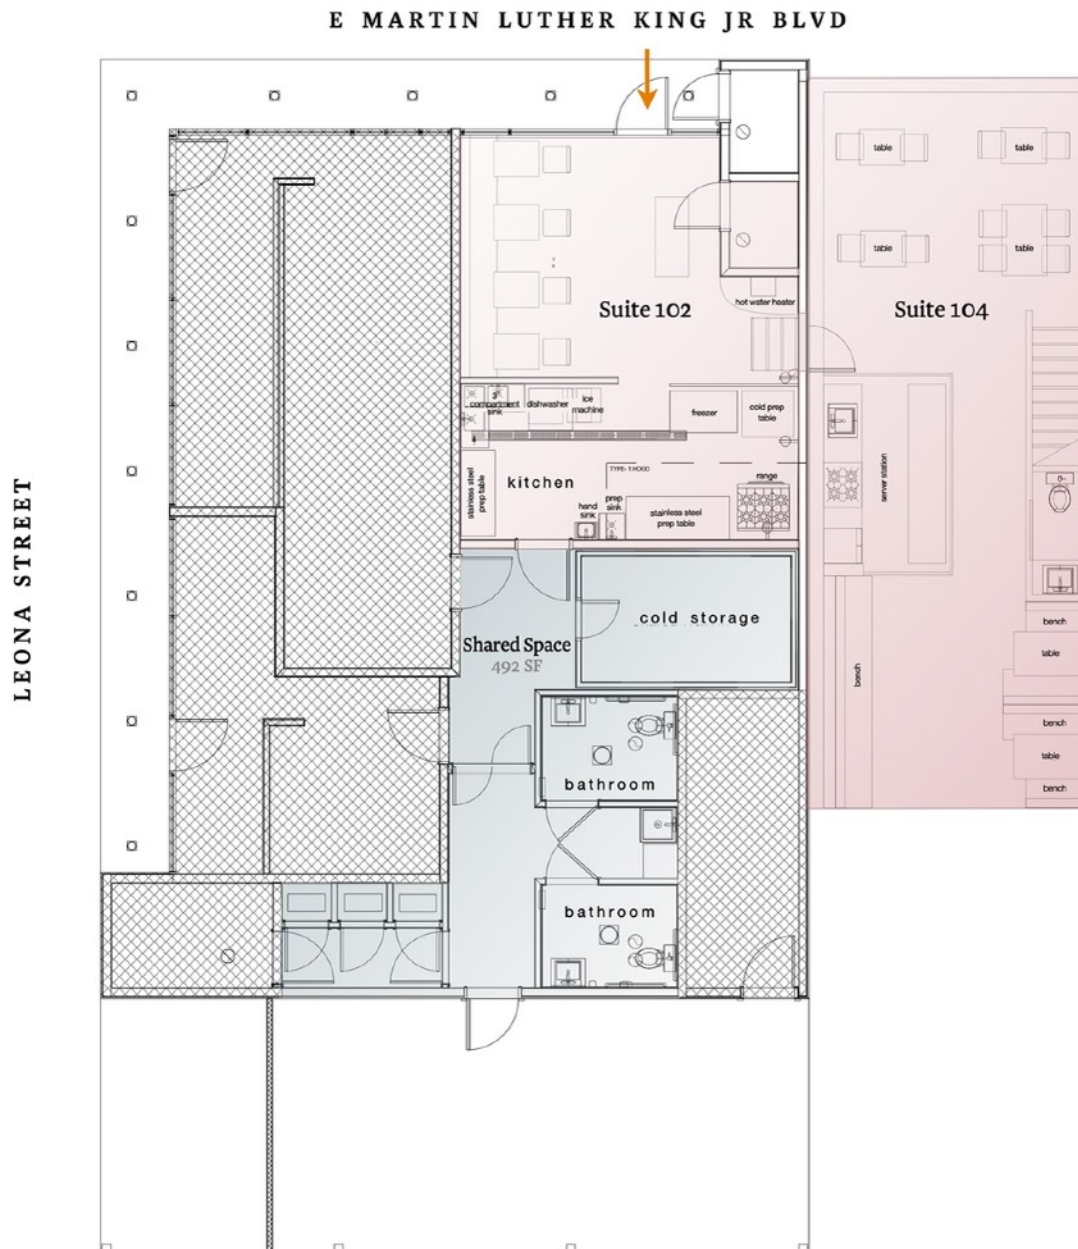 E MARTIN LUTHER KING JR BLVD
LEONA STREET
table
table
table
table
Suite 102
hot water heater
Suite 104
3
compartment
sink
dishwasher
ice
machine
freezer
cold prep
table
stainless steel
prep table
kitchen
TYPE- 1 HOOD
range
hand
sink
prep
sink
stainless steel
prep table
server station
cold storage
Shared Space
492 SF
bench
bench
table
bench
table
bench
bathroom
bathroom